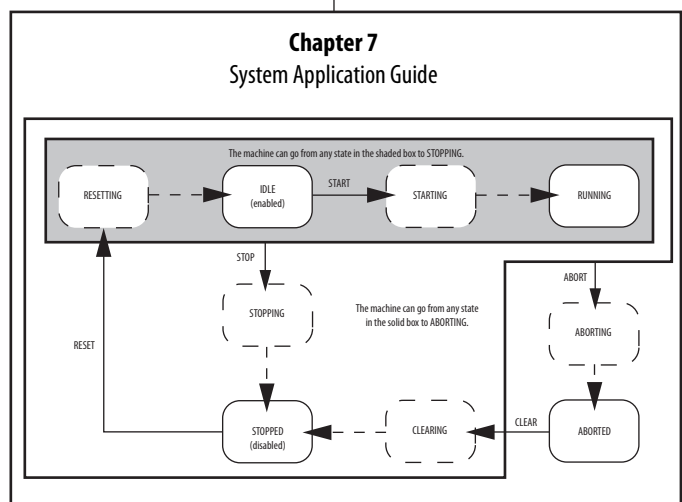 Chapter 7
System Application Guide
The machine can go from any state in the shaded box to STOPPING.
RESETTING
IDLE
(enabled)
START
STARTING
RUNNING
STOP
ABORT
STOPPING
The machine can go from any state
in the solid box to ABORTING.
ABORTING
RESET
STOPPED
(disabled)
CLEARING
CLEAR
ABORTED